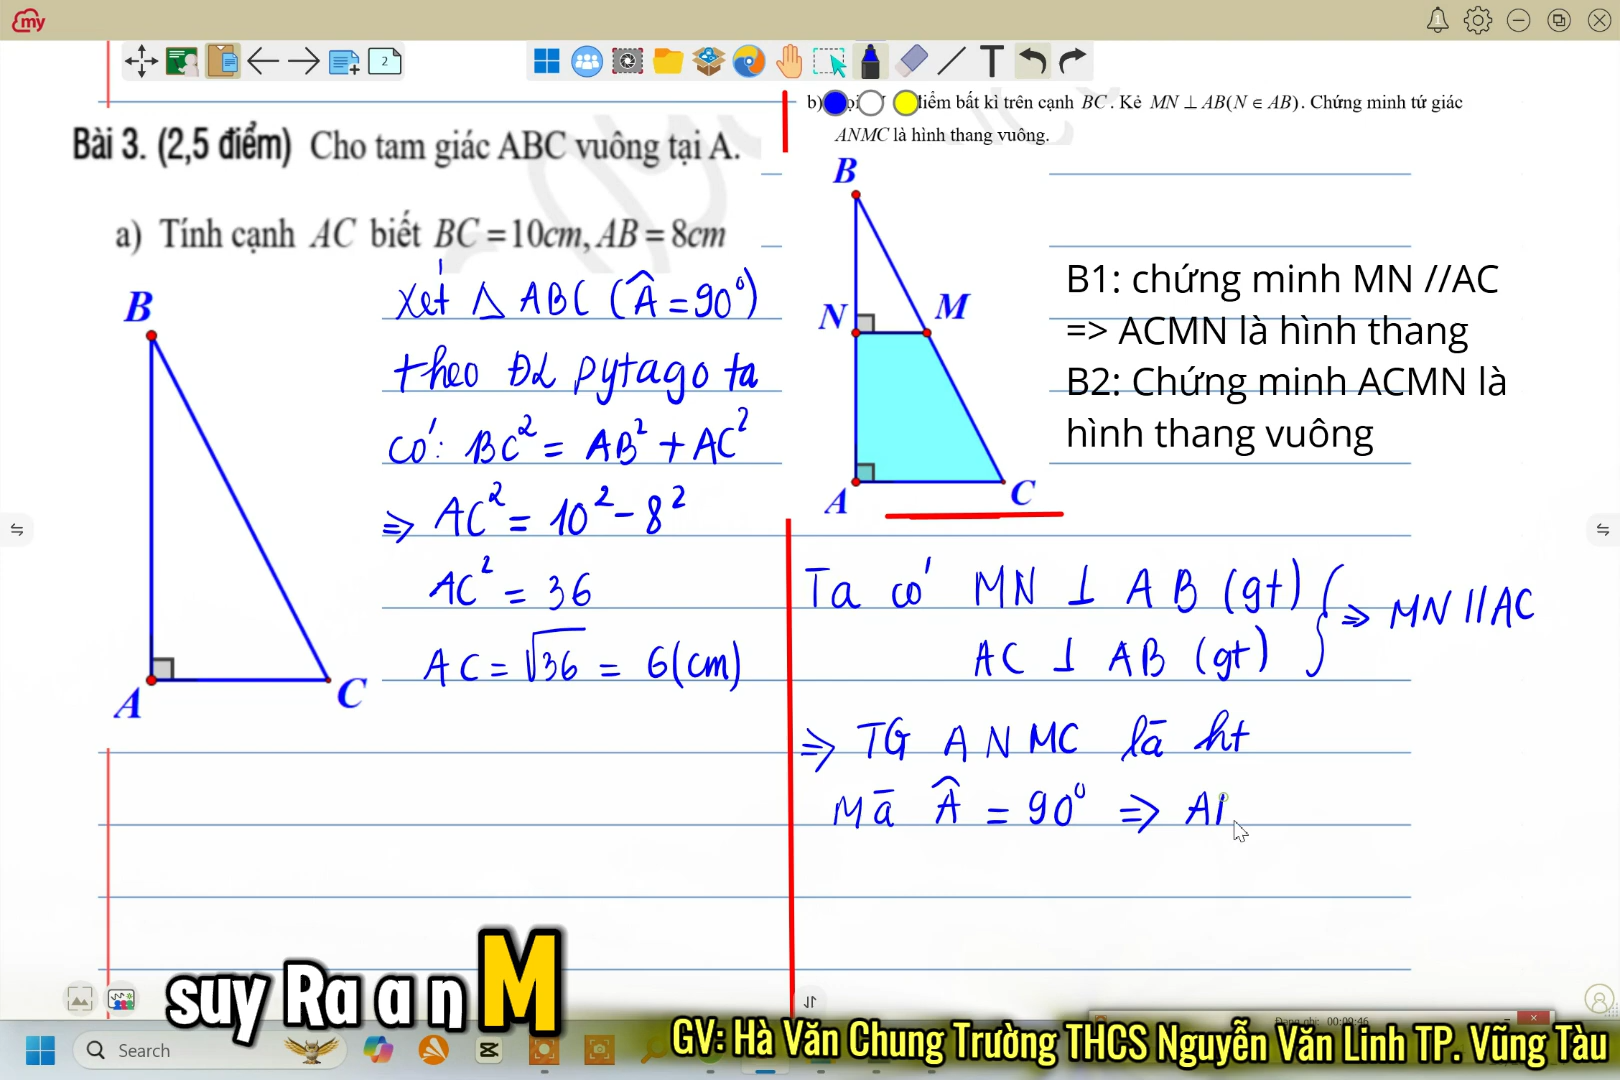 my
2
Bài 3. (2,5 điểm) Cho tam giác ABC vuông tại A.
a) Tính cạnh AC biết BC = 10cm, AB = 8cm
B
A
C
Xét △ ABC (Â = 90⁰)
theo ĐL pytago ta
có: BC² = AB² + AC²
⇒ AC² = 10² - 8²
AC² = 36
AC = √36 = 6(cm)
b) điểm bất kì trên cạnh BC. Kẻ MN ⊥ AB(N ∈ AB). Chứng minh tứ giác
ANMC là hình thang vuông.
B
N
M
A
C
B1: chứng minh MN //AC
=> ACMN là hình thang
B2: Chứng minh ACMN là
hình thang vuông
Ta có MN ⊥ AB (gt)
AC ⊥ AB (gt)
⇒ MN // AC
⇒ TG ANMC là ht
Mà Â = 90⁰ ⇒ AI
suy Ra a n M
GV: Hà Văn Chung Trường THCS Nguyễn Văn Linh TP. Vũng Tàu
Search